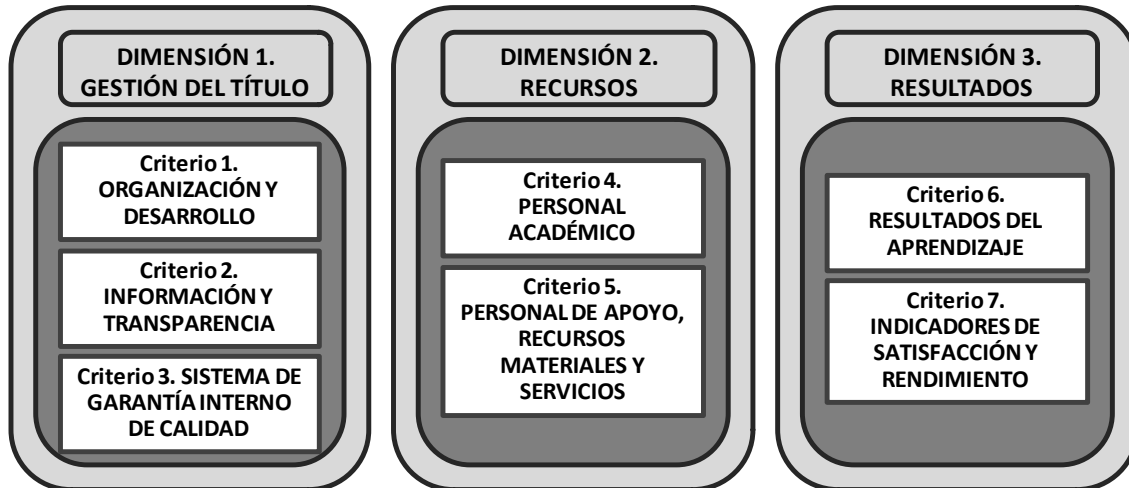 DIMENSIÓN 1.
GESTIÓN DEL TÍTULO
Criterio 1.
ORGANIZACIÓN Y
DESARROLLO
Criterio 2.
INFORMACIÓN Y
TRANSPARENCIA
Criterio 3. SISTEMA DE
GARANTÍA INTERNO
DE CALIDAD
DIMENSIÓN 2.
RECURSOS
Criterio 4.
PERSONAL
ACADÉMICO
Criterio 5.
PERSONAL DE APOYO,
RECURSOS
MATERIALES Y
SERVICIOS
DIMENSIÓN 3.
RESULTADOS
Criterio 6.
RESULTADOS DEL
APRENDIZAJE
Criterio 7.
INDICADORES DE
SATISFACCIÓN Y
RENDIMIENTO